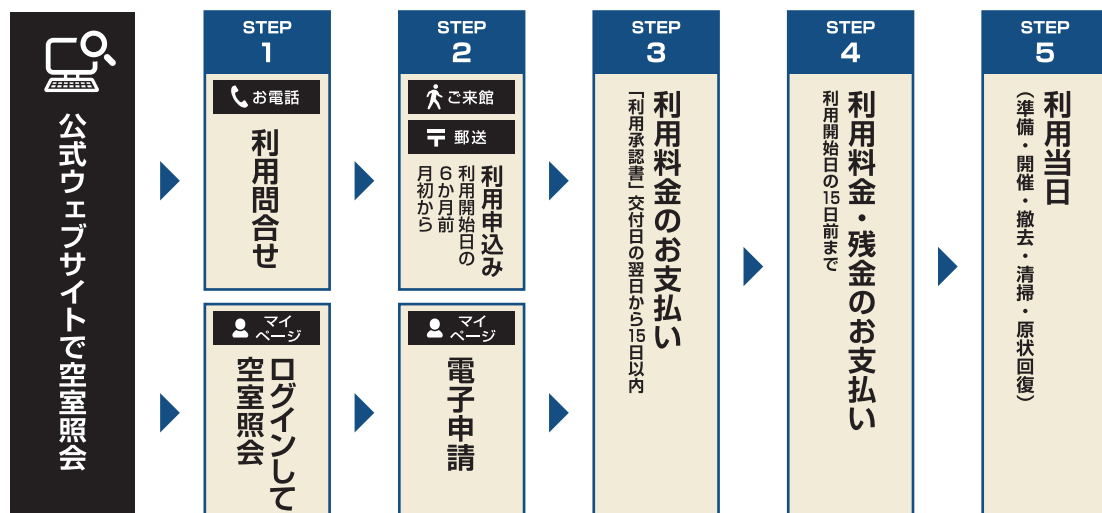 公式ウェブサイトで空室照会
STEP
1
お電話
利用問合せ
マイ
ページ
ログインして
空室照会
STEP
2
ご来館
郵送
利用申込み
利用開始日の
6か月前
月初から
マイ
ページ
電子申請
STEP
3
利用料金のお支払い
「利用承認書」交付日の翌日から15日以内
STEP
4
利用料金・残金のお支払い
利用開始日の15日前まで
STEP
5
利用当日
（準備・開催・撤去・清掃・原状回復）